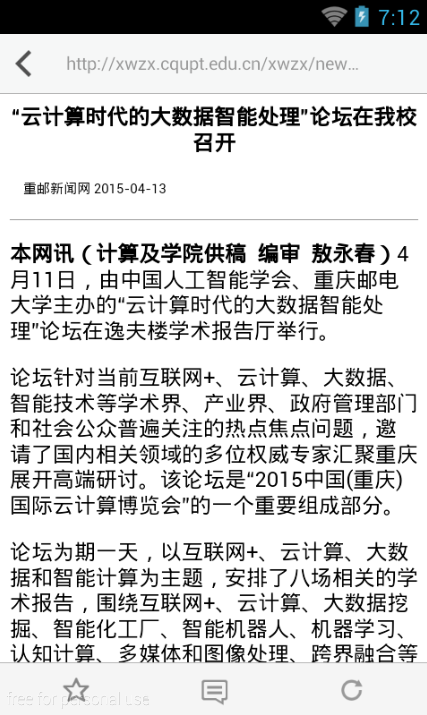 7:12
http://xwzx.cqupt.edu.cn/xwzx/new...
“云计算时代的大数据智能处理”论坛在我校
召开
重邮新闻网 2015-04-13
本网讯（计算及学院供稿 编审 敖永春）4
月11日，由中国人工智能学会、重庆邮电
大学主办的“云计算时代的大数据智能处
理”论坛在逸夫楼学术报告厅举行。
论坛针对当前互联网+、云计算、大数据、
智能技术等学术界、产业界、政府管理部门
和社会公众普遍关注的热点焦点问题，邀
请了国内相关领域的多位权威专家汇聚重庆
展开高端研讨。该论坛是“2015中国(重庆)
国际云计算博览会”的一个重要组成部分。
论坛为期一天，以互联网+、云计算、大数
据和智能计算为主题，安排了八场相关的学
术报告，围绕互联网+、云计算、大数据挖
掘、智能化工厂、智能机器人、机器学习、
认知计算、多媒体和图像处理、跨界融合等
free for personal use